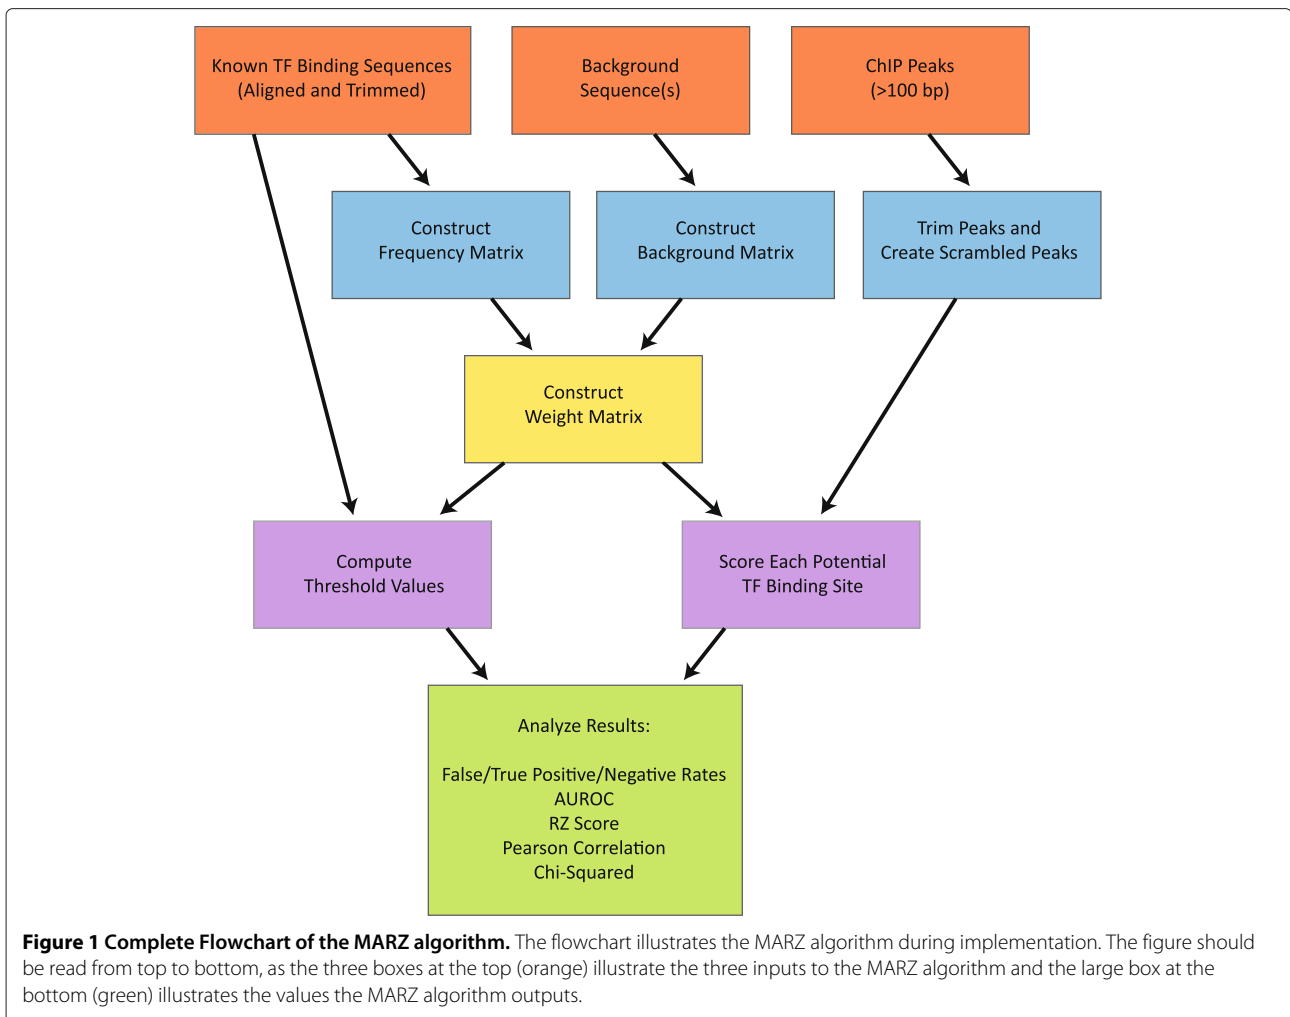 Known TF Binding Sequences
(Aligned and Trimmed)
Background
Sequence(s)
ChIP Peaks
(>100 bp)
Construct
Frequency Matrix
Construct
Background Matrix
Trim Peaks and
Create Scrambled Peaks
Construct
Weight Matrix
Compute
Threshold Values
Score Each Potential
TF Binding Site
Analyze Results:
False/True Positive/Negative Rates
AUROC
RZ Score
Pearson Correlation
Chi-Squared
Figure 1 Complete Flowchart of the MARZ algorithm. The flowchart illustrates the MARZ algorithm during implementation. The figure should
be read from top to bottom, as the three boxes at the top (orange) illustrate the three inputs to the MARZ algorithm and the large box at the
bottom (green) illustrates the values the MARZ algorithm outputs.